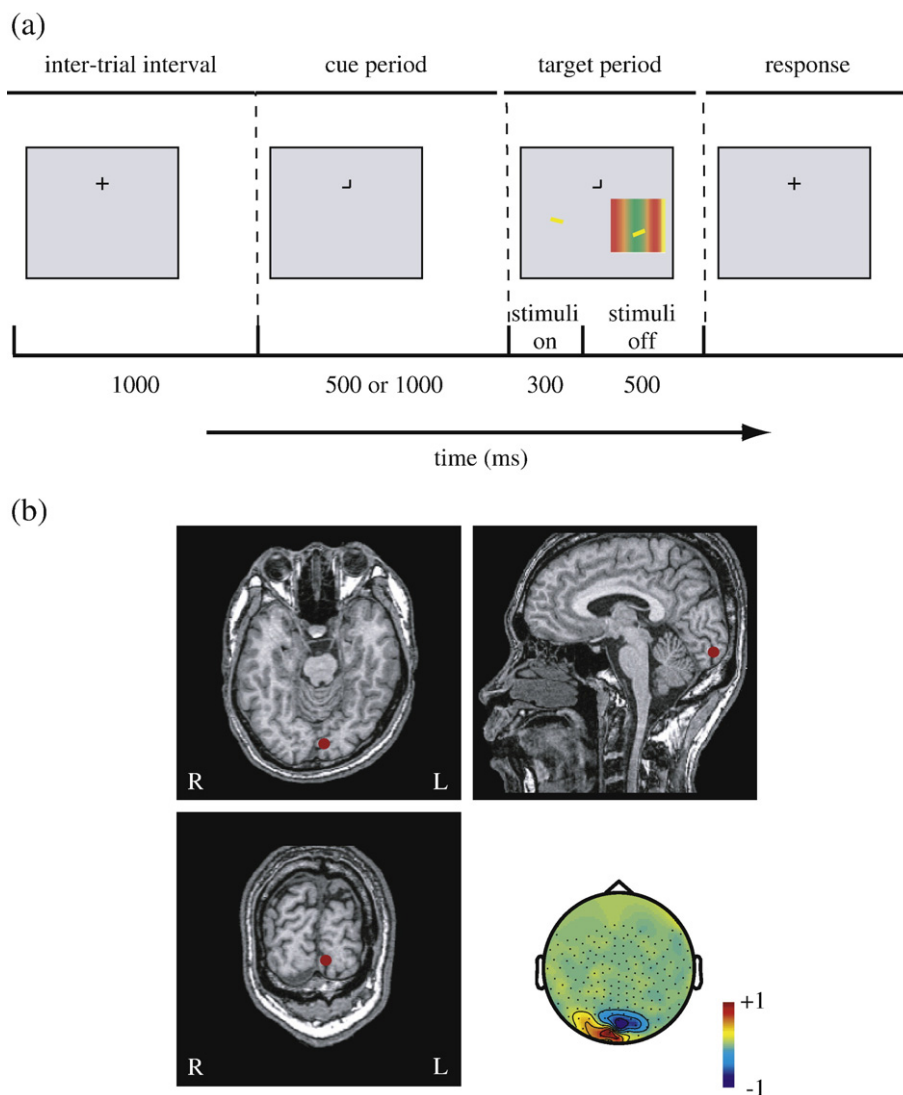 (a)
inter-trial interval cue period target period response
stimuli on stimuli off
1000 500 or 1000 300 500
time (ms)
(b)
R L
R L
+1
-1